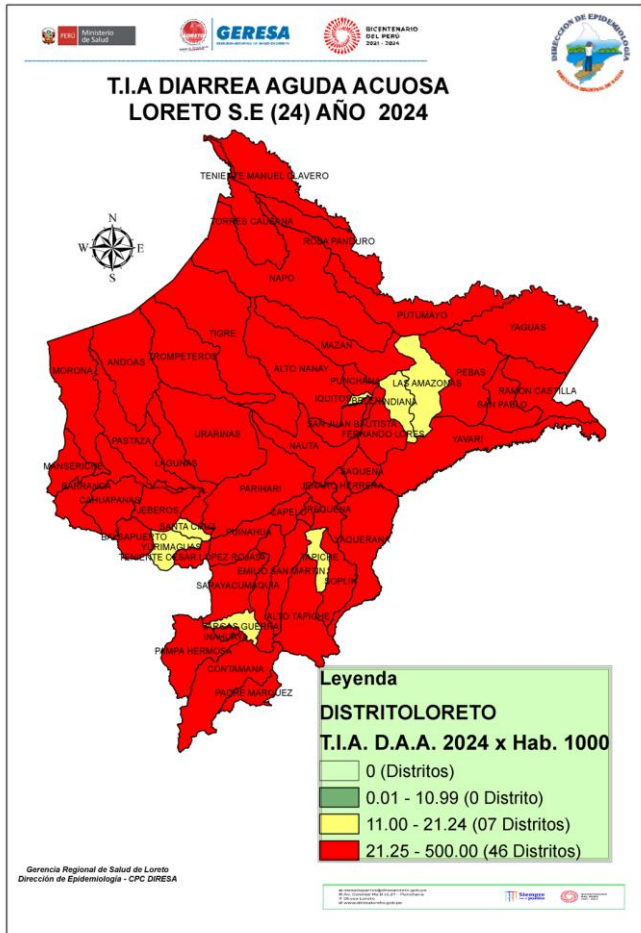 PERÚ
Ministerio
de Salud
LORETO
GERESA
BICENTENARIO
DEL PERÚ
2021 - 2024
DIRECCION DE EPIDEMIOLOGÍA
T.I.A DIARREA AGUDA ACUOSA
LORETO S.E (24) AÑO 2024
N
W
E
S
TENIENTE MANUEL CLAVERO
TORRES CAUSANA
ROSA PANDURO
NAPO
PUTUMAYO
YAGUAS
TIGRE
MAZAN
ANDOAS
TROMPETEROS
MORONA
ALTO NANAY
PUNCHANA
LAS AMAZONAS
PEBAS
RAMON CASTILLA
IQUITOS
INDIANA
SAN PABLO
SAN JUAN BAUTISTA
FERNANDO LORES
YAVARI
PASTAZA
URARINAS
NAUTA
LAGUNAS
SAQUENA
MANSERICHE
BARRANCA
CAHUAPANAS
JEBEROS
PARINARI
JENARO HERRERA
CAPELO
REQUENA
SANTA CRUZ
PUINAHUA
YAQUERANA
BALSAPUERTO
YURIMAGUAS
TAPICHE
TENIENTE CESAR LOPEZ ROJAS
EMILIO SAN MARTIN
SOPLIN
SARAYACU
MAQUIA
ALTO TAPICHE
VARGAS GUERRA
INAHUAYA
PAMPA HERMOSA
CONTAMANA
PADRE MARQUEZ
Leyenda
DISTRITOLORETO
T.I.A. D.A.A. 2024 x Hab. 1000
0 (Distritos)
0.01 - 10.99 (0 Distrito)
11.00 - 21.24 (07 Distritos)
21.25 - 500.00 (46 Distritos)
Gerencia Regional de Salud de Loreto
Dirección de Epidemiología - CPC DIRESA
Siempre
con el pueblo